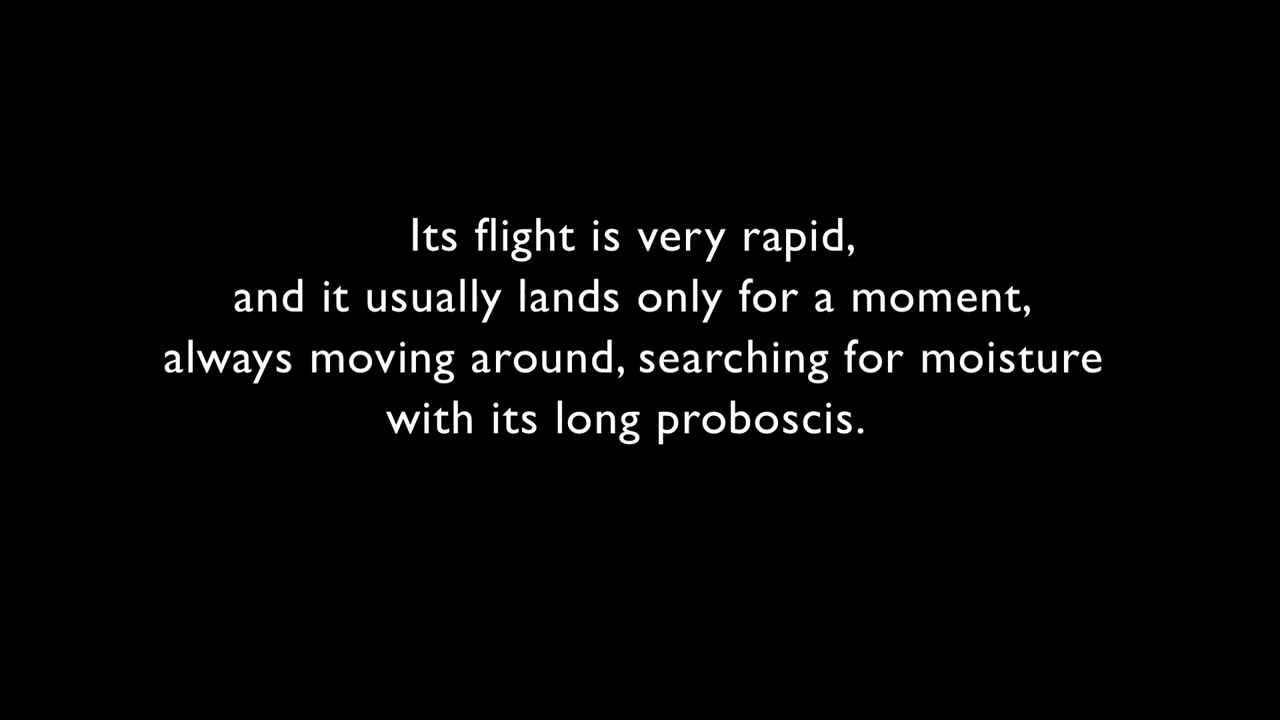 Its flight is very rapid,
and it usually lands only for a moment,
always moving around, searching for moisture
with its long proboscis.